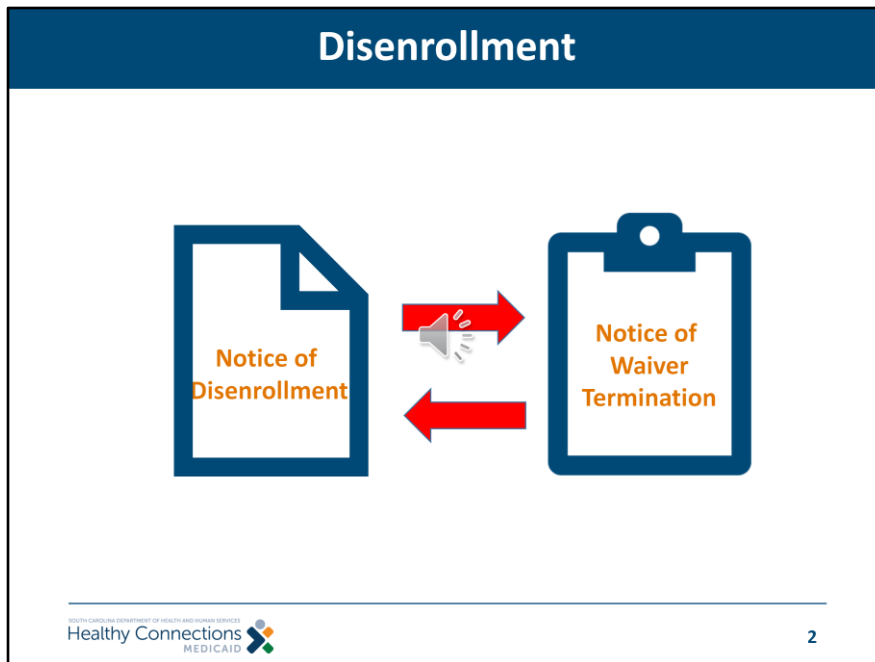 Disenrollment
Notice of
Disenrollment
Notice of
Waiver
Termination
SOUTH CAROLINA DEPARTMENT OF HEALTH AND HUMAN SERVICES
Healthy Connections
MEDICAID
2